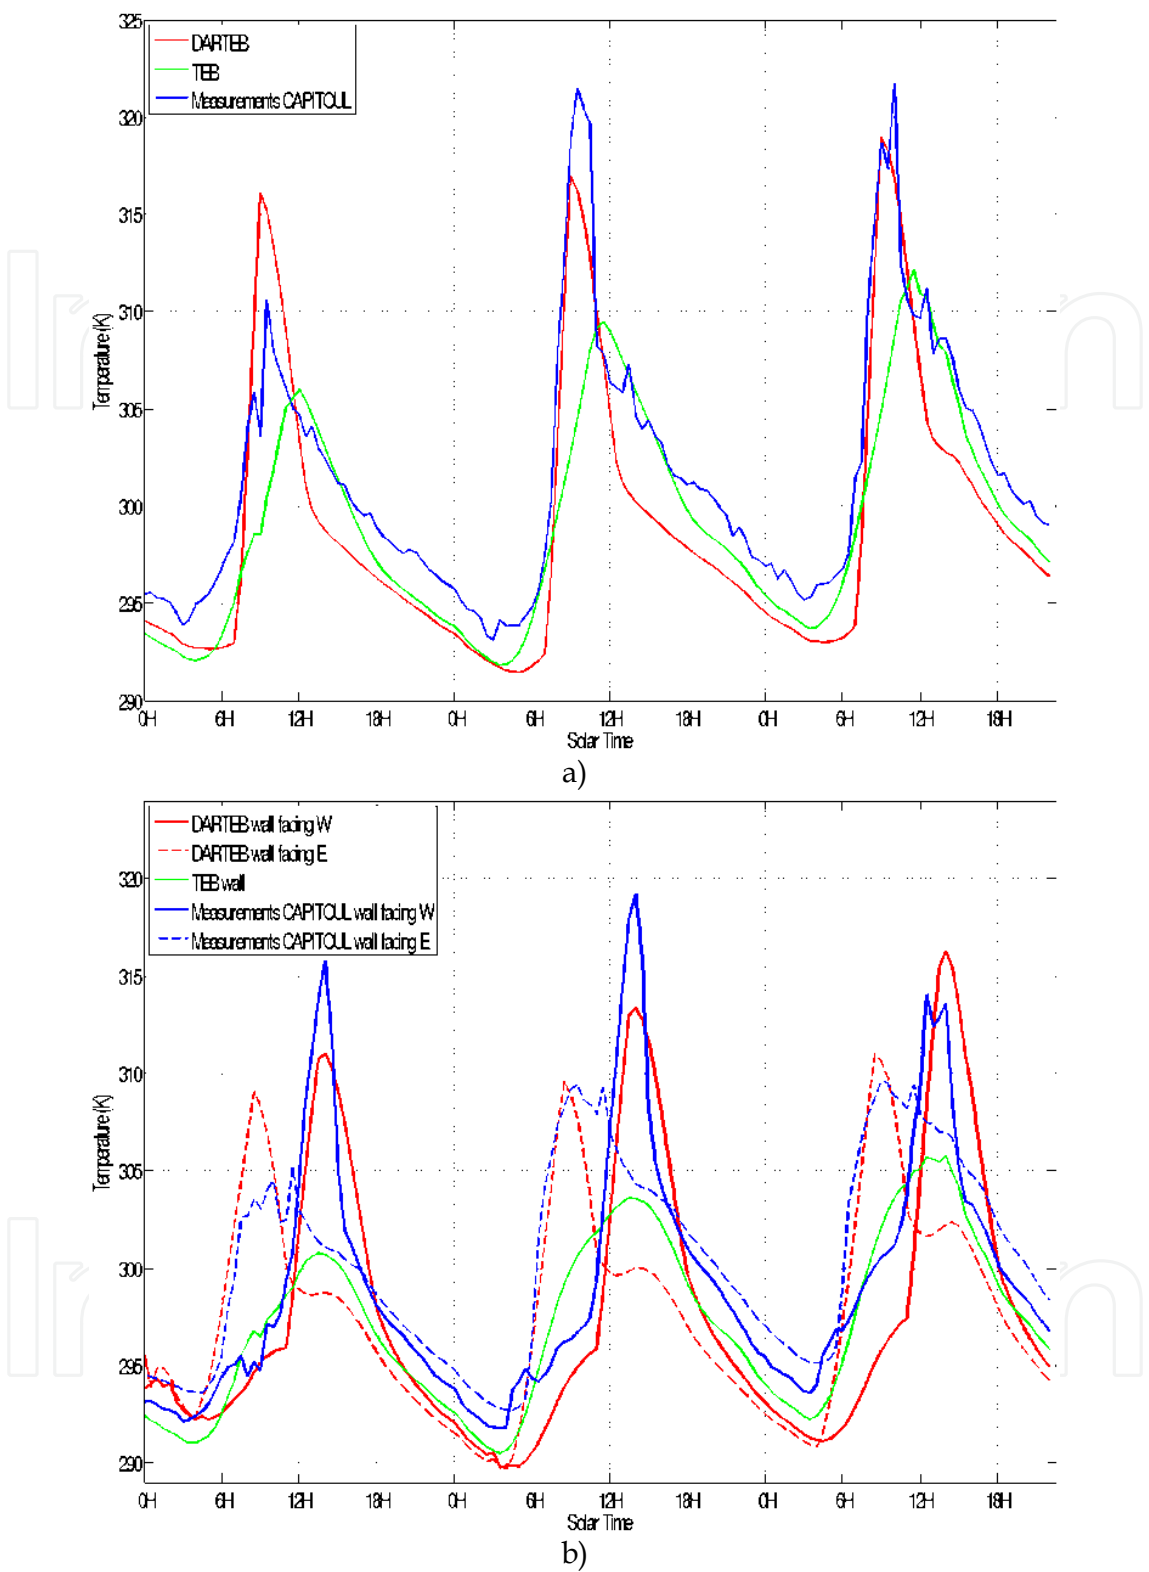 325
DARTEB
TEB
Measurements CAPITOUL
320
315
310
Temperature (K)
305
300
295
290
0H 6H 12H 18H 0H 6H 12H 18H 0H 6H 12H 18H
Solar Time
a)
DARTEB wall facing W
DARTEB wall facing E
TEB wall
Measurements CAPITOUL wall facing W
Measurements CAPITOUL wall facing E
320
315
310
Temperature (K)
305
300
295
290
0H 6H 12H 18H 0H 6H 12H 18H 0H 6H 12H 18H
Solar Time
b)